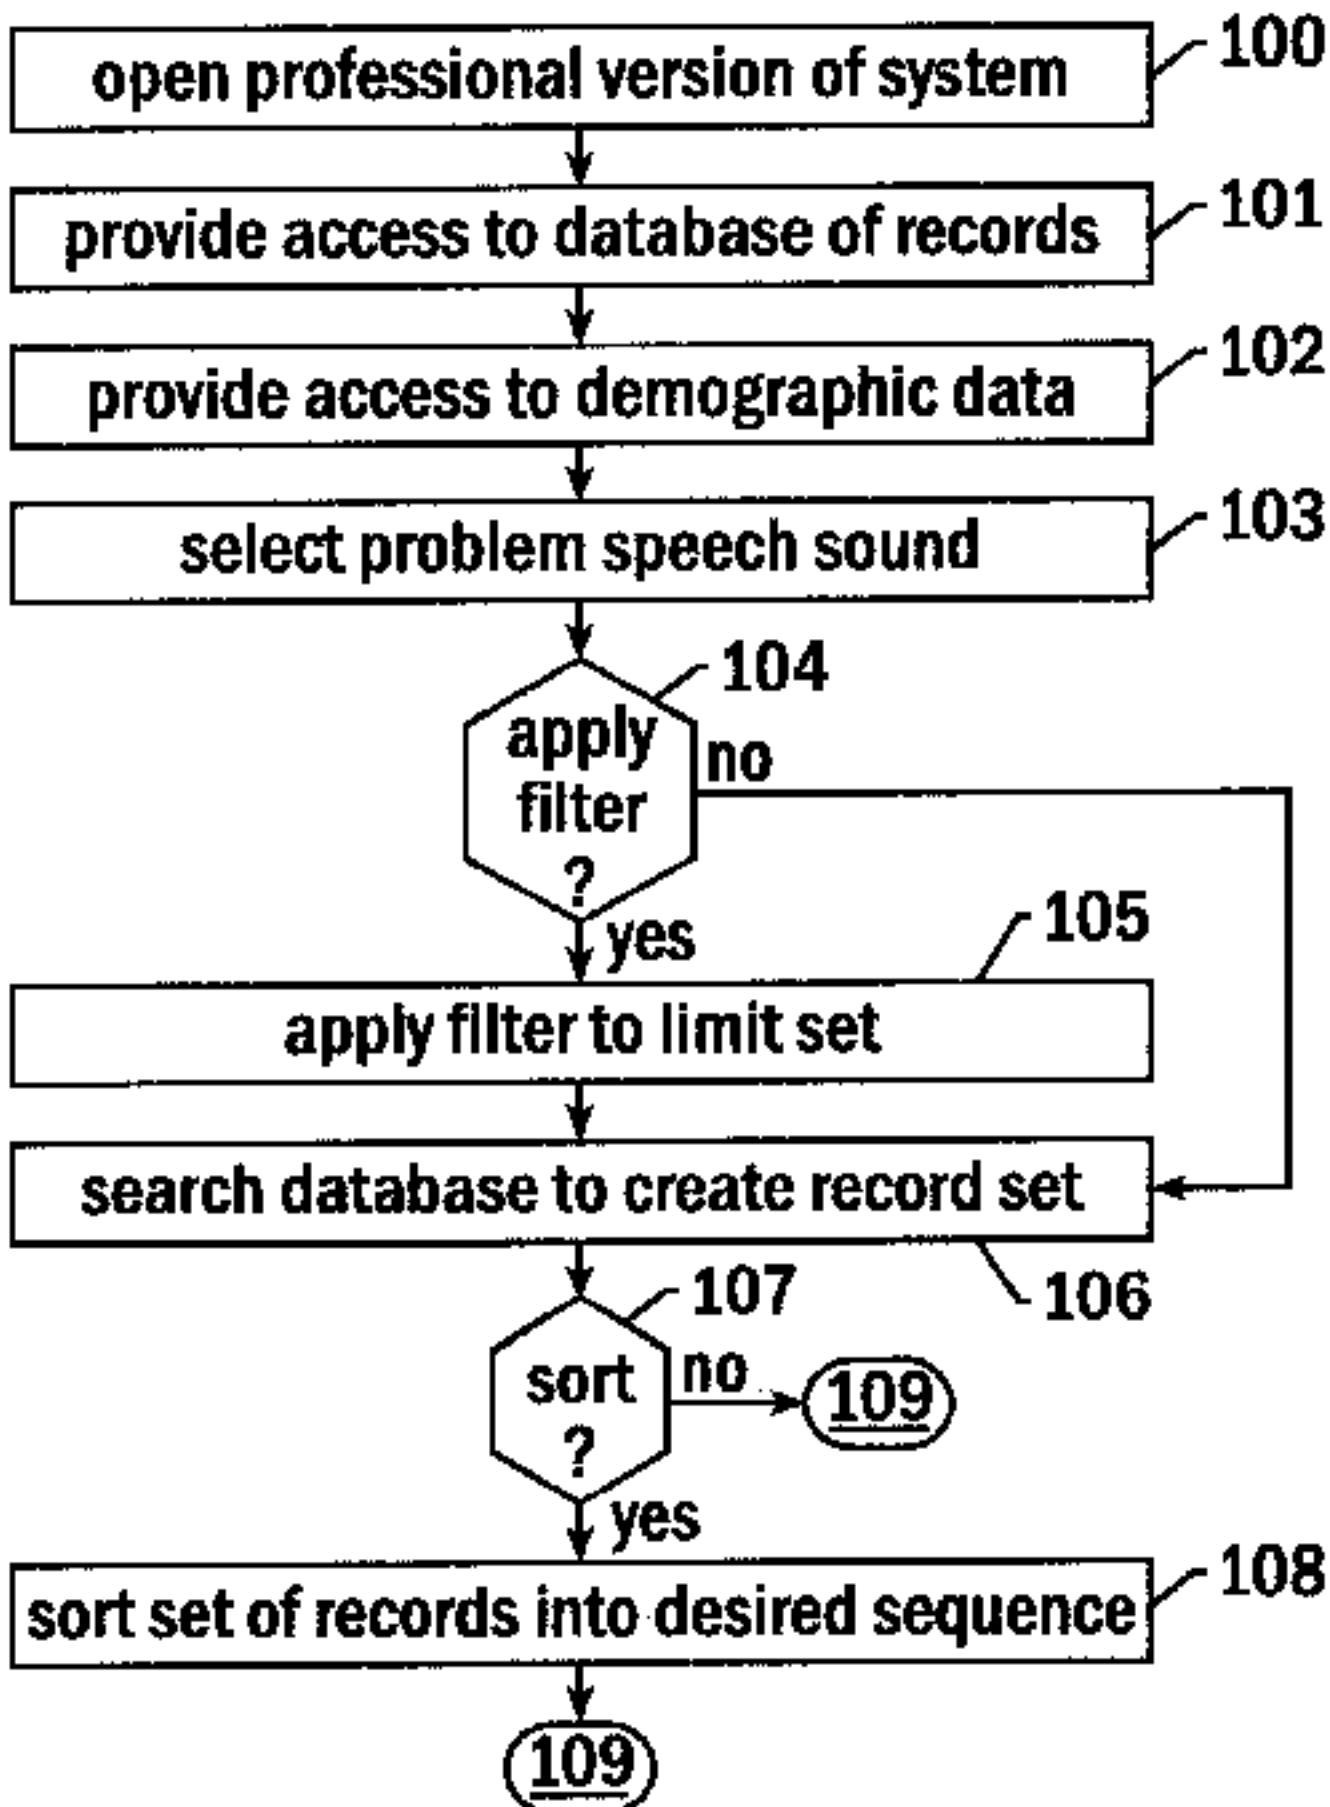 open professional version of system
100
provide access to database of records
101
provide access to demographic data
102
select problem speech sound
103
104
apply
filter
?
no
yes
105
apply filter to limit set
search database to create record set
106
107
sort
?
no
109
yes
sort set of records into desired sequence
108
109